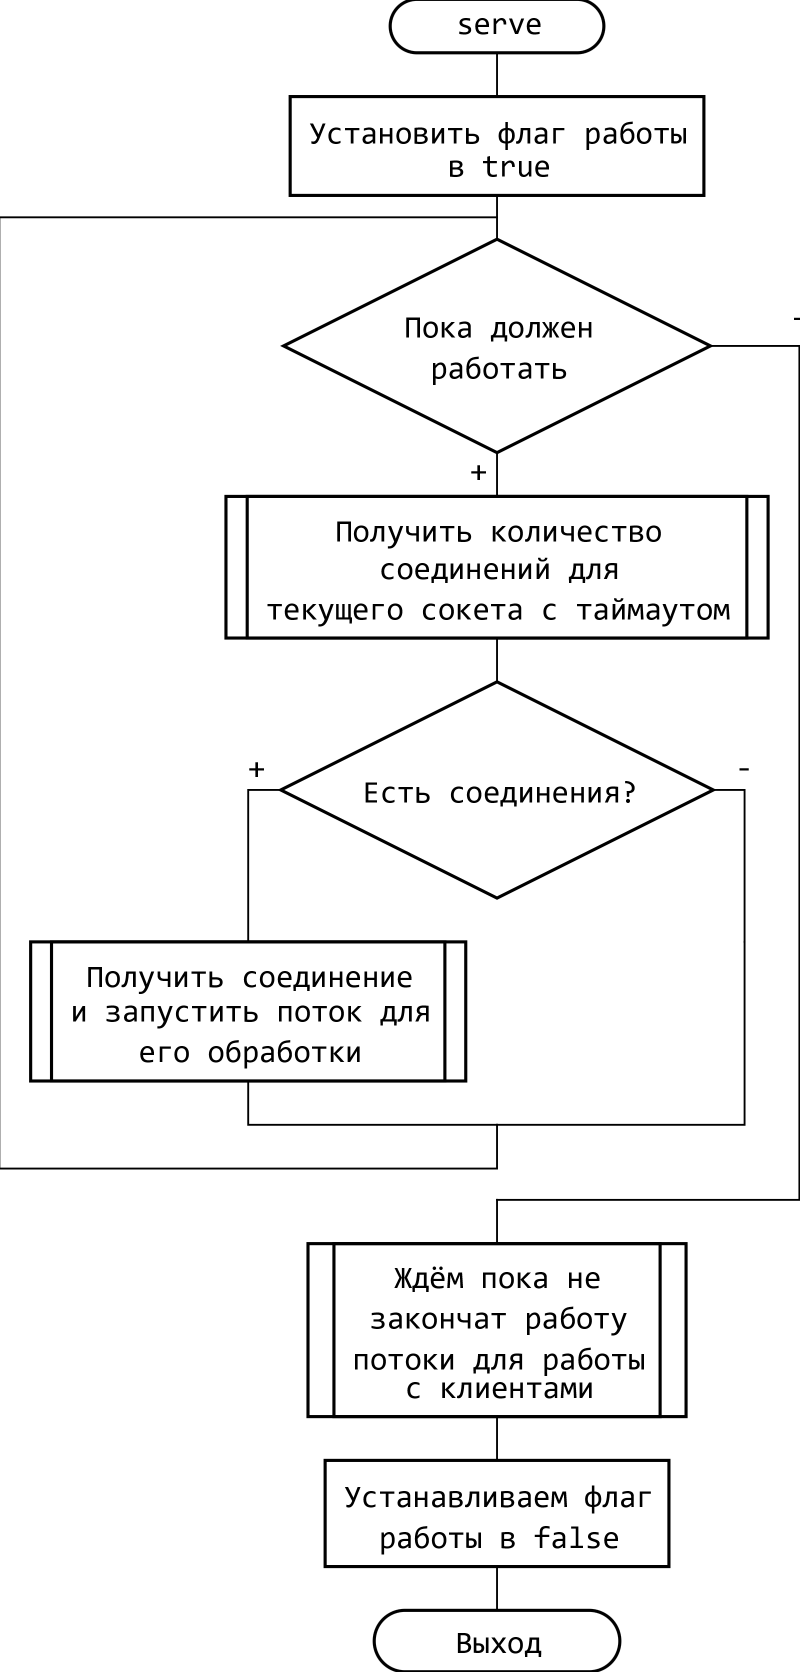 serve
Установить флаг работы
в true
Пока должен
работать
-
+
Получить количество
соединений для
текущего сокета с таймаутом
+
-
Есть соединения?
Получить соединение
и запустить поток для
его обработки
Ждём пока не
закончат работу
потоки для работы
с клиентами
Устанавливаем флаг
работы в false
Выход